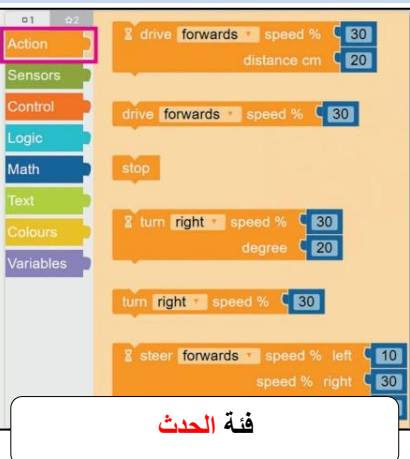 1 2
Action
Sensors
Control
Logic
Math
Text
Colours
Variables
drive forwards speed % 30
distance cm 20
drive forwards speed % 30
stop
turn right speed % 30
degree 20
turn right speed % 30
steer forwards speed % left 10
speed % right 30
فئة الحدث